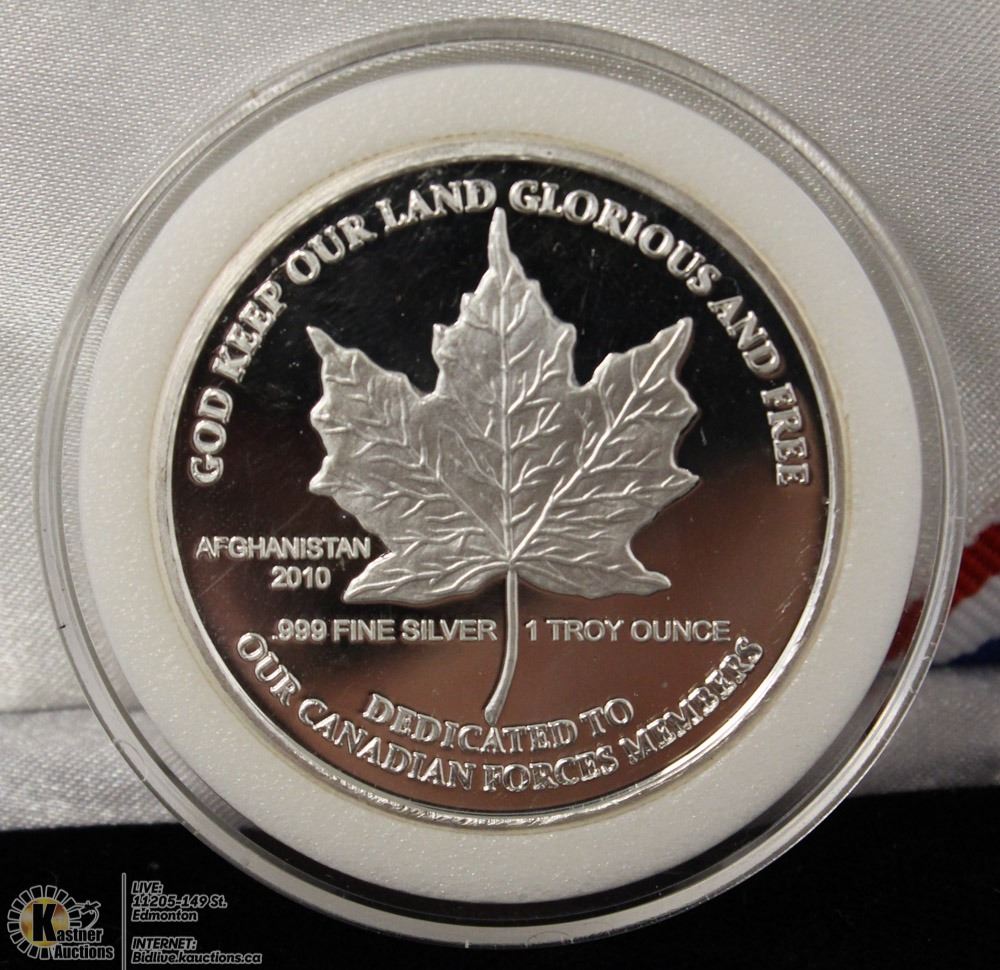 GOD KEEP OUR LAND GLORIOUS AND FREE
AFGHANISTAN
2010
.999 FINE SILVER 1 TROY OUNCE
DEDICATED TO
OUR CANADIAN FORCES MEMBERS
K
Kastner
Auctions
LIVE:
11205-149 St.
Edmonton
INTERNET:
Bidlive.kauctions.ca